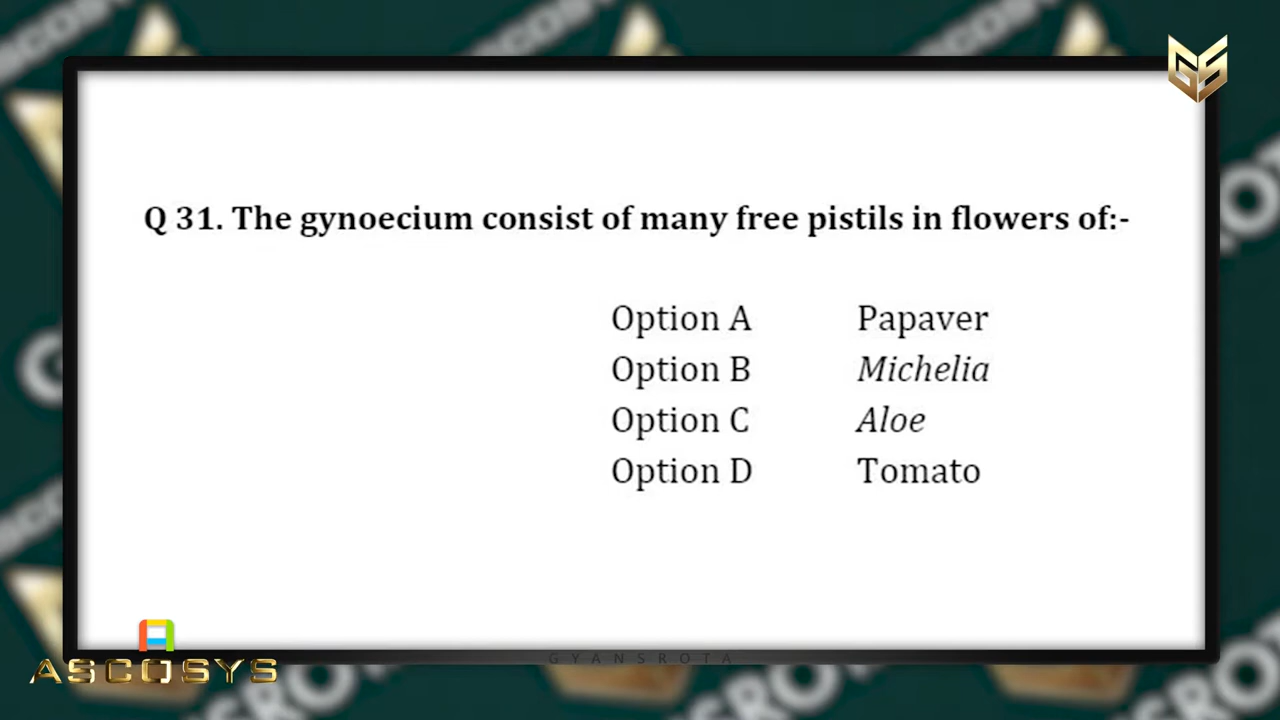 Q 31. The gynoecium consist of many free pistils in flowers of:-
Option A Papaver
Option B Michelia
Option C Aloe
Option D Tomato
ASCOSYS
GYANSROTA